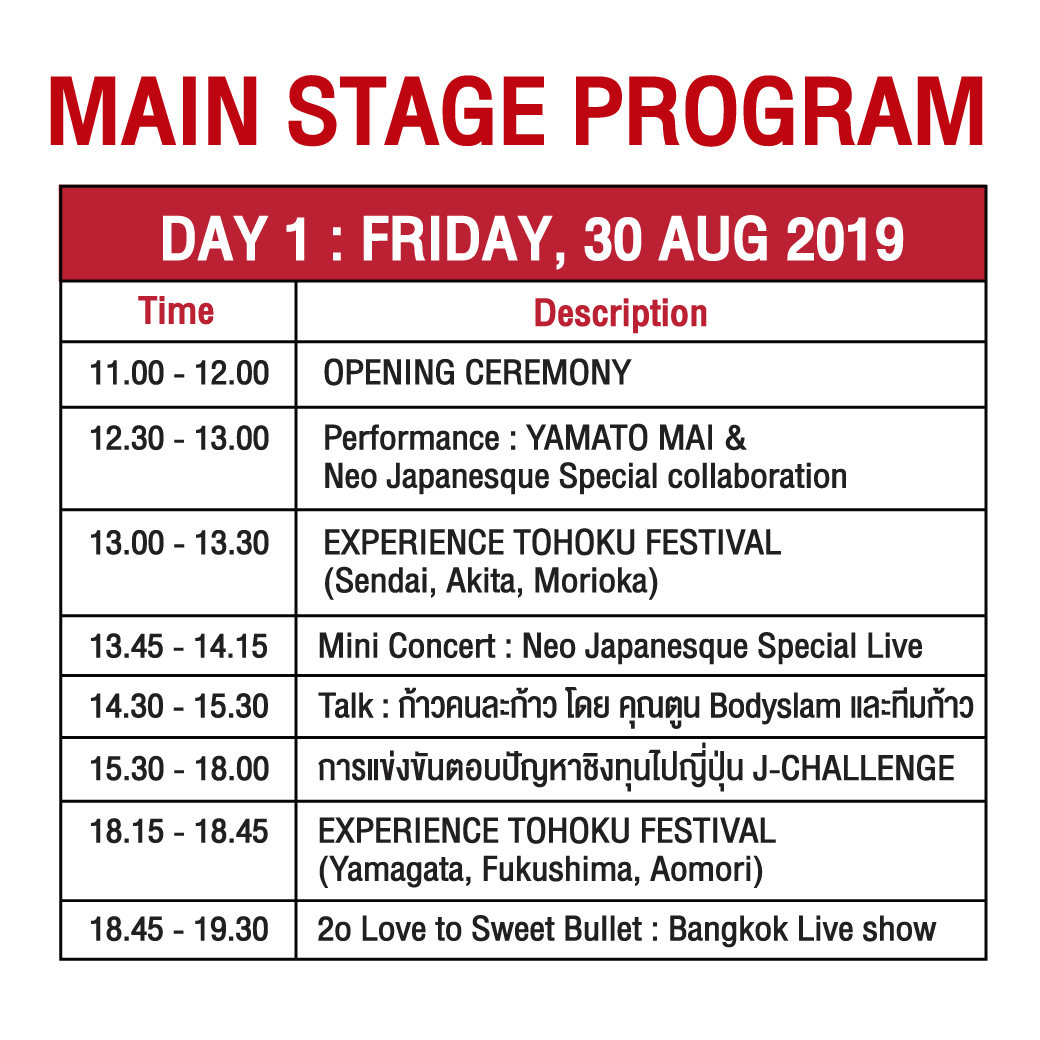 MAIN STAGE PROGRAM
DAY 1 : FRIDAY, 30 AUG 2019
Time Description
11.00 - 12.00 OPENING CEREMONY
12.30 - 13.00 Performance : YAMATO MAI &
Neo Japanesque Special collaboration
13.00 - 13.30 EXPERIENCE TOHOKU FESTIVAL
(Sendai, Akita, Morioka)
13.45 - 14.15 Mini Concert : Neo Japanesque Special Live
14.30 - 15.30 Talk : ก้าวคนละก้าว โดย คุณตูน Bodyslam และทีมก้าว
15.30 - 18.00 การแข่งขันตอบปัญหาชิงทุนไปญี่ปุ่น J-CHALLENGE
18.15 - 18.45 EXPERIENCE TOHOKU FESTIVAL
(Yamagata, Fukushima, Aomori)
18.45 - 19.30 2o Love to Sweet Bullet : Bangkok Live show